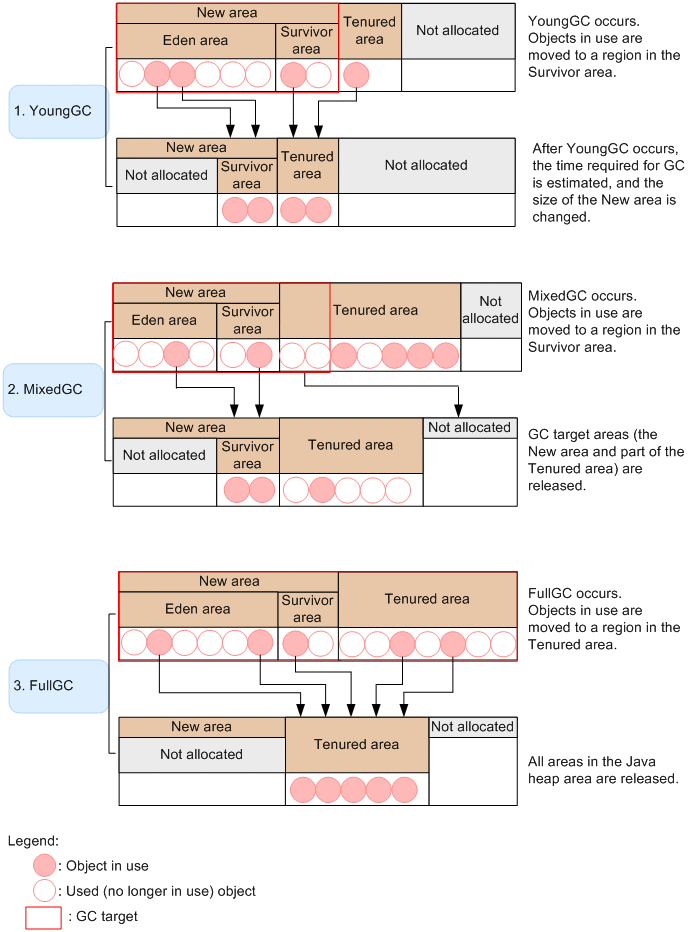 New area
Eden area
Survivor
area
Tenured
area
Not allocated
YoungGC occurs.
Objects in use are
moved to a region in the
Survivor area.
1. YoungGC
New area
Not allocated
Survivor
area
Tenured
area
Not allocated
After YoungGC occurs,
the time required for GC
is estimated, and the
size of the New area is
changed.
New area
Eden area
Survivor
area
Tenured area
Not
allocated
MixedGC occurs.
Objects in use are
moved to a region in the
Survivor area.
2. MixedGC
New area
Not allocated
Survivor
area
Tenured area
Not allocated
GC target areas (the
New area and part of the
Tenured area) are
released.
New area
Eden area
Survivor
area
Tenured area
FullGC occurs.
Objects in use are
moved to a region in the
Tenured area.
3. FullGC
New area
Not allocated
Tenured area
Not allocated
All areas in the Java
heap area are released.
Legend:
: Object in use
: Used (no longer in use) object
: GC target